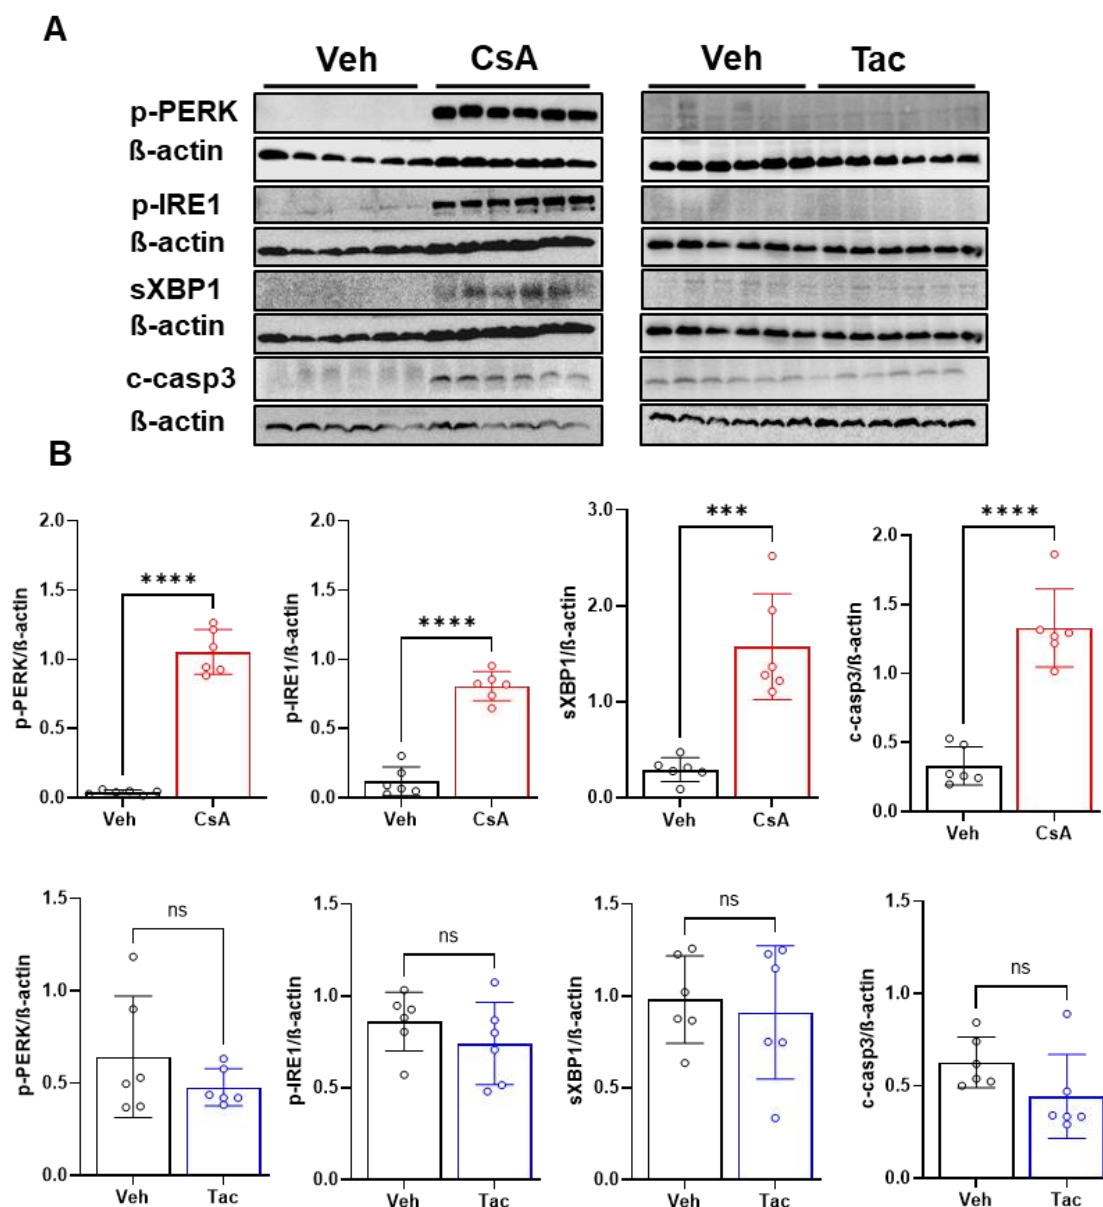 A
Veh CsA Veh Tac
p-PERK
ß-actin
p-IRE1
ß-actin
sXBP1
ß-actin
c-casp3
ß-actin
B
p-PERK/ß-actin
2.0
1.5
1.0
0.5
0.0
****
Veh CsA
p-IRE1/ß-actin
2.0
1.5
1.0
0.5
0.0
****
Veh CsA
sXBP1/ß-actin
3.0
2.0
1.0
0.0
***
Veh CsA
c-casp3/ß-actin
2.0
1.5
1.0
0.5
0.0
****
Veh CsA
p-PERK/ß-actin
1.5
1.0
0.5
0.0
ns
Veh Tac
p-IRE1/ß-actin
1.5
1.0
0.5
0.0
ns
Veh Tac
sXBP1/ß-actin
1.5
1.0
0.5
0.0
ns
Veh Tac
c-casp3/ß-actin
1.5
1.0
0.5
0.0
ns
Veh Tac